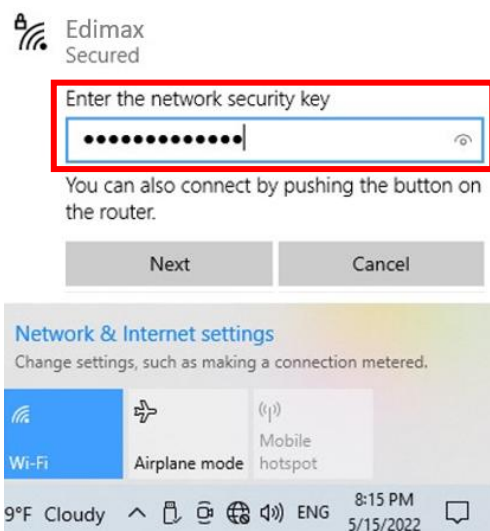 Edimax
Secured
Enter the network security key
●●●●●●●●●●●●●
You can also connect by pushing the button on
the router.
Next Cancel
Network & Internet settings
Change settings, such as making a connection metered.
Wi-Fi Airplane mode Mobile
hotspot
9°F Cloudy ENG 8:15 PM
5/15/2022